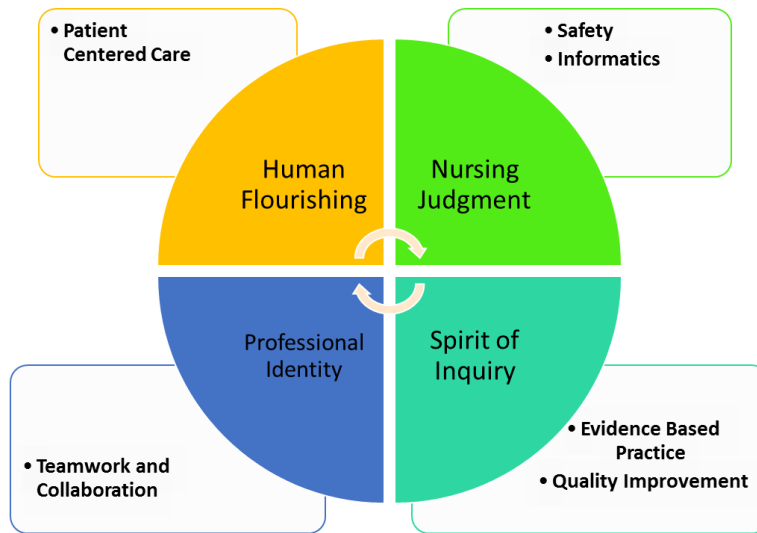 • Patient
Centered Care
• Safety
• Informatics
Human
Flourishing
Nursing
Judgment
Professional
Identity
Spirit of
Inquiry
• Teamwork and
Collaboration
• Evidence Based
Practice
• Quality Improvement